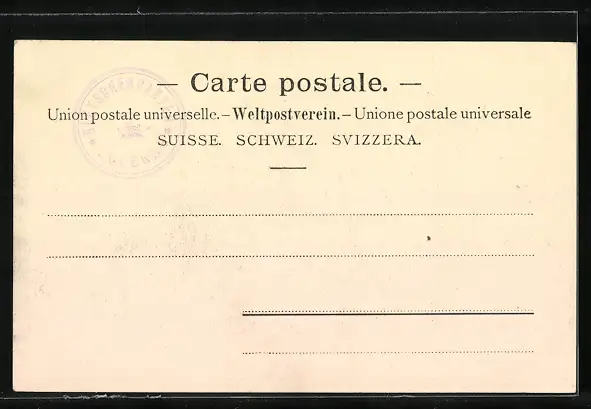 — Carte postale. —
Union postale universelle.–Weltpostverein.–Unione postale universale
SUISSE. SCHWEIZ. SVIZZERA.